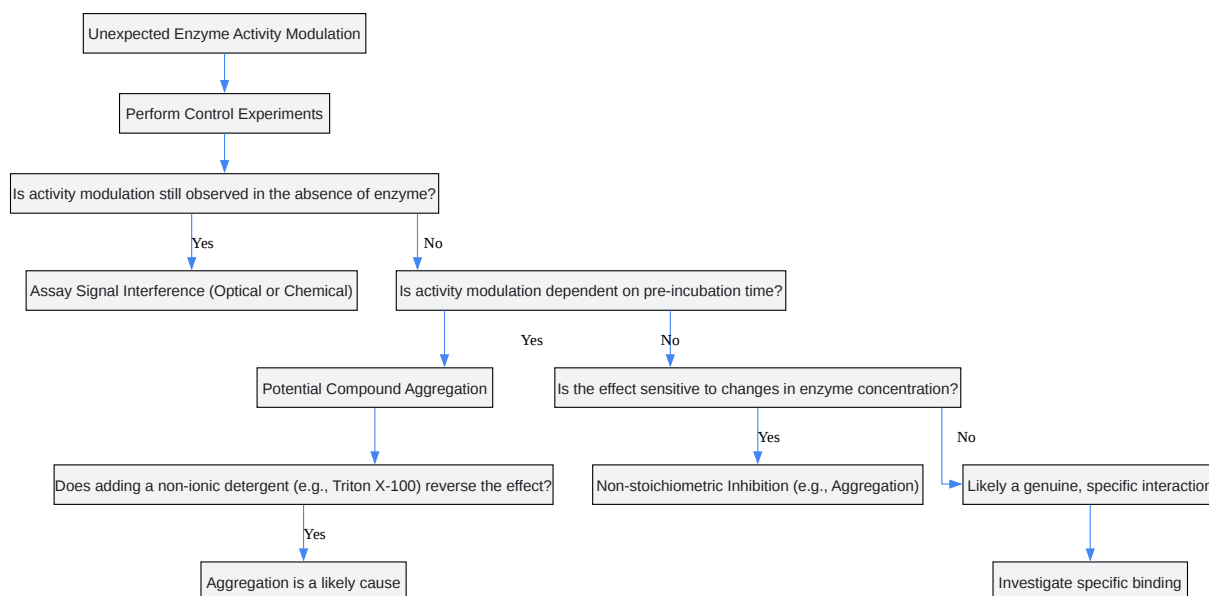 Unexpected Enzyme Activity Modulation
Perform Control Experiments
Is activity modulation still observed in the absence of enzyme?
Yes
No
Assay Signal Interference (Optical or Chemical)
Is activity modulation dependent on pre-incubation time?
Yes
No
Potential Compound Aggregation
Is the effect sensitive to changes in enzyme concentration?
Yes
No
Does adding a non-ionic detergent (e.g., Triton X-100) reverse the effect?
Non-stoichiometric Inhibition (e.g., Aggregation)
Likely a genuine, specific interaction
Yes
Aggregation is a likely cause
Investigate specific binding